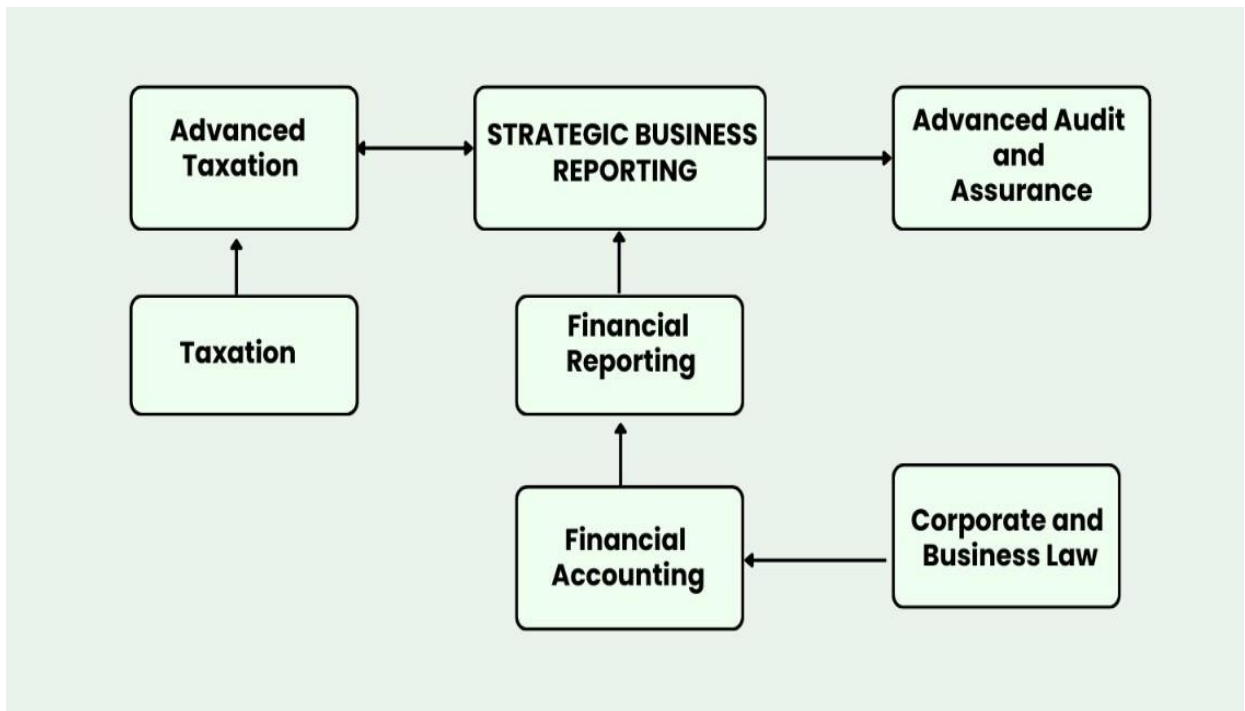 Advanced
Taxation
STRATEGIC BUSINESS
REPORTING
Advanced Audit
and
Assurance
Taxation
Financial
Reporting
Financial
Accounting
Corporate and
Business Law